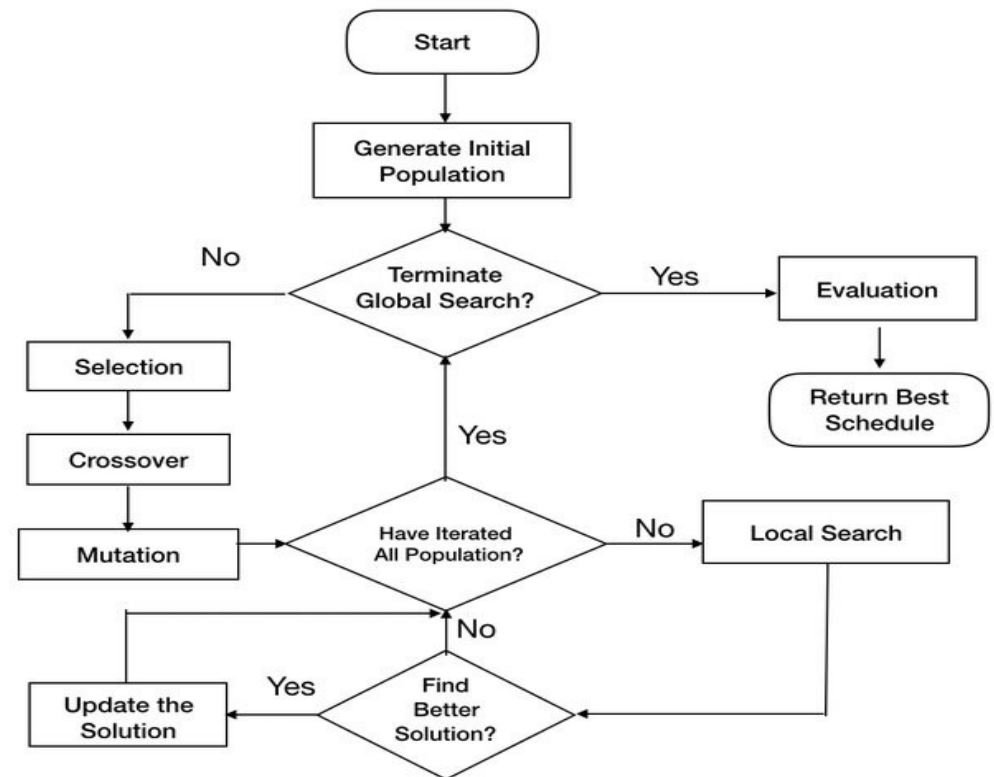 Start
Generate Initial
Population
No
Terminate
Global Search?
Yes
Evaluation
Selection
Return Best
Schedule
Yes
Crossover
Have Iterated
All Population?
No
Local Search
Mutation
No
Yes
Find
Better
Solution?
Update the
Solution